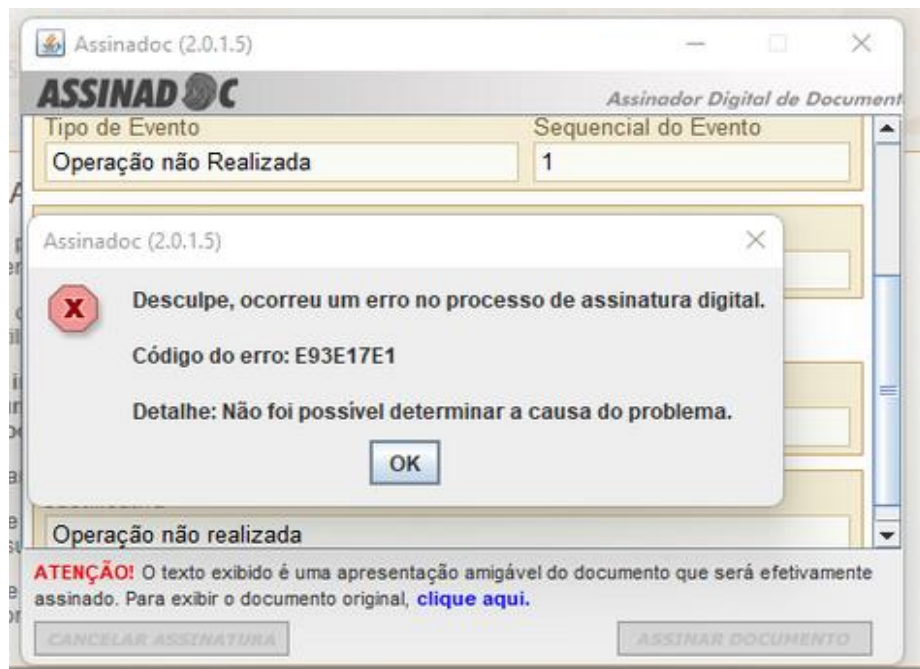 Assinadoc (2.0.1.5)
ASSINADOC
Assinador Digital de Document
Tipo de Evento
Sequencial do Evento
Operação não Realizada
1
Assinadoc (2.0.1.5)
Desculpe, ocorreu um erro no processo de assinatura digital.
Código do erro: E93E17E1
Detalhe: Não foi possível determinar a causa do problema.
OK
Operação não realizada
ATENÇÃO! O texto exibido é uma apresentação amigável do documento que será efetivamente
assinado. Para exibir o documento original, clique aqui.
CANCELAR ASSINATURA
ASSINAR DOCUMENTO